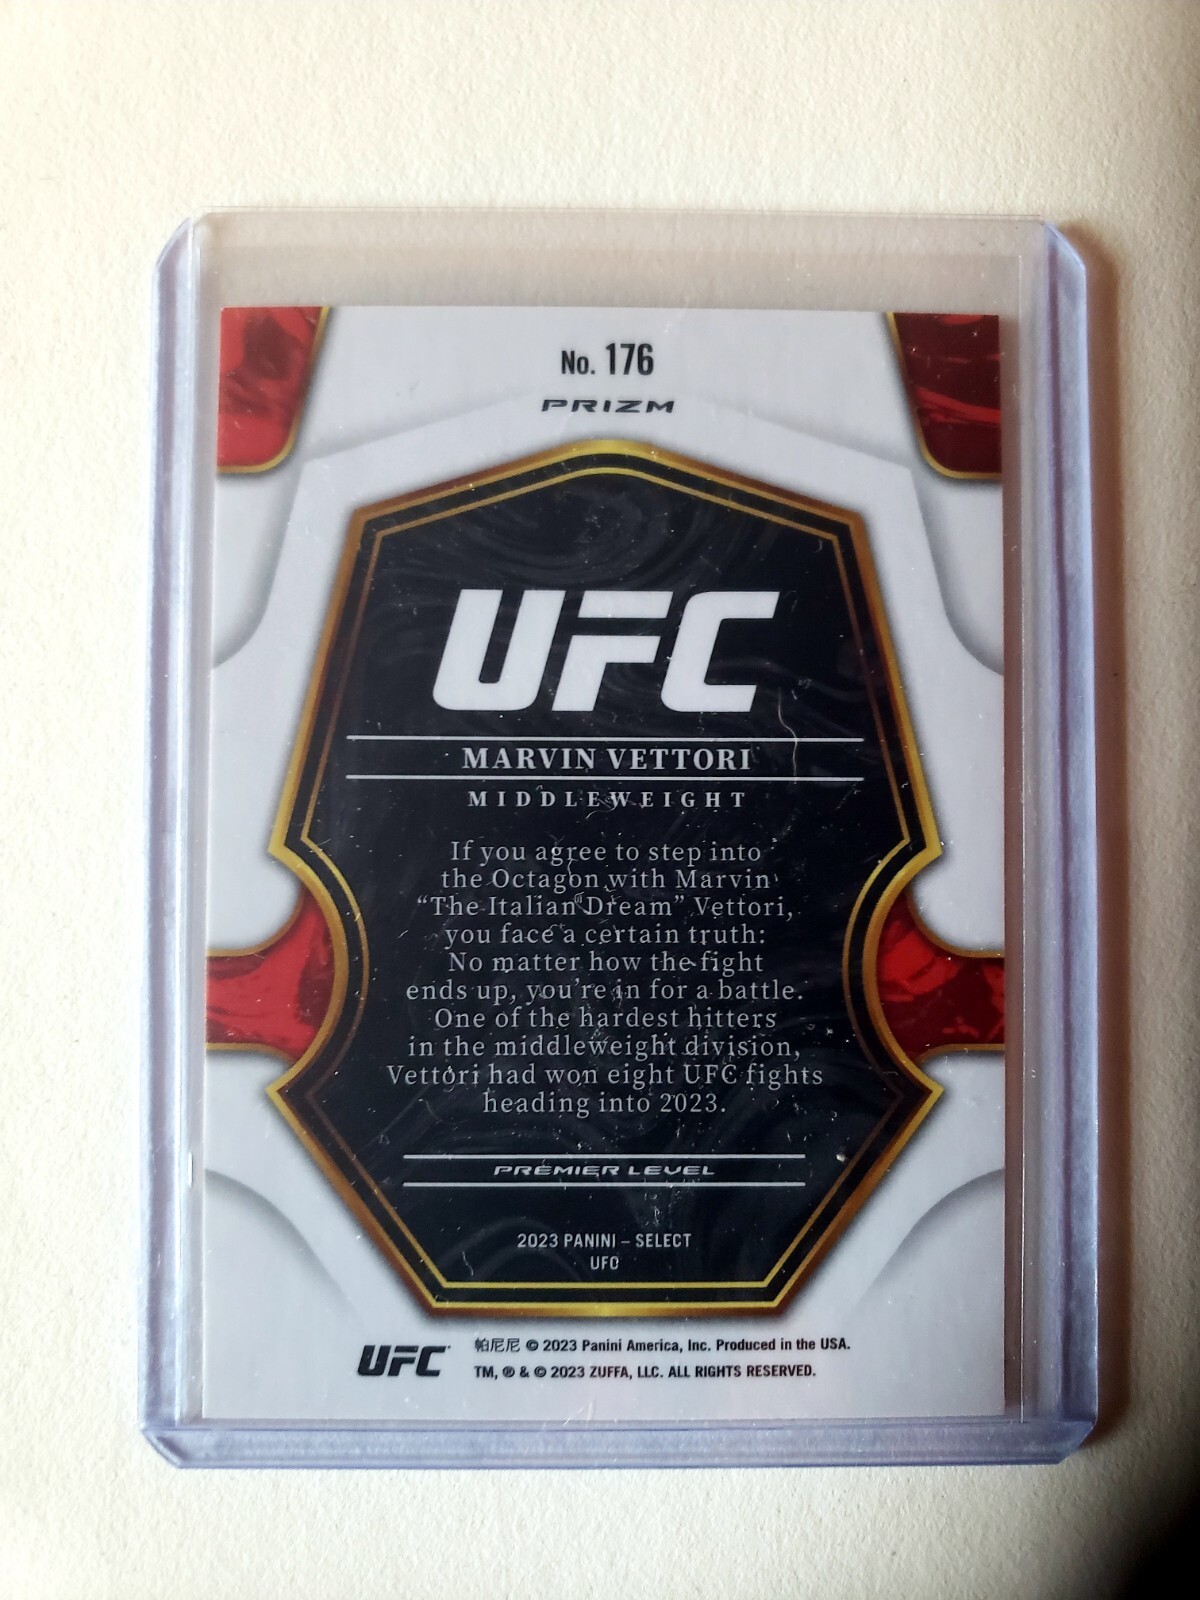 No. 176
PRIZM
UFC
MARVIN VETTORI
MIDDLEWEIGHT
If you agree to step into
the Octagon with Marvin
“The Italian Dream” Vettori,
you face a certain truth:
No matter how the fight
ends up, you’re in for a battle.
One of the hardest hitters
in the middleweight division,
Vettori had won eight UFC fights
heading into 2023.
PREMIER LEVEL
2023 PANINI – SELECT
UFC
UFC
帕尼尼 © 2023 Panini America, Inc. Produced in the USA.
TM, ® & © 2023 ZUFFA, LLC. ALL RIGHTS RESERVED.